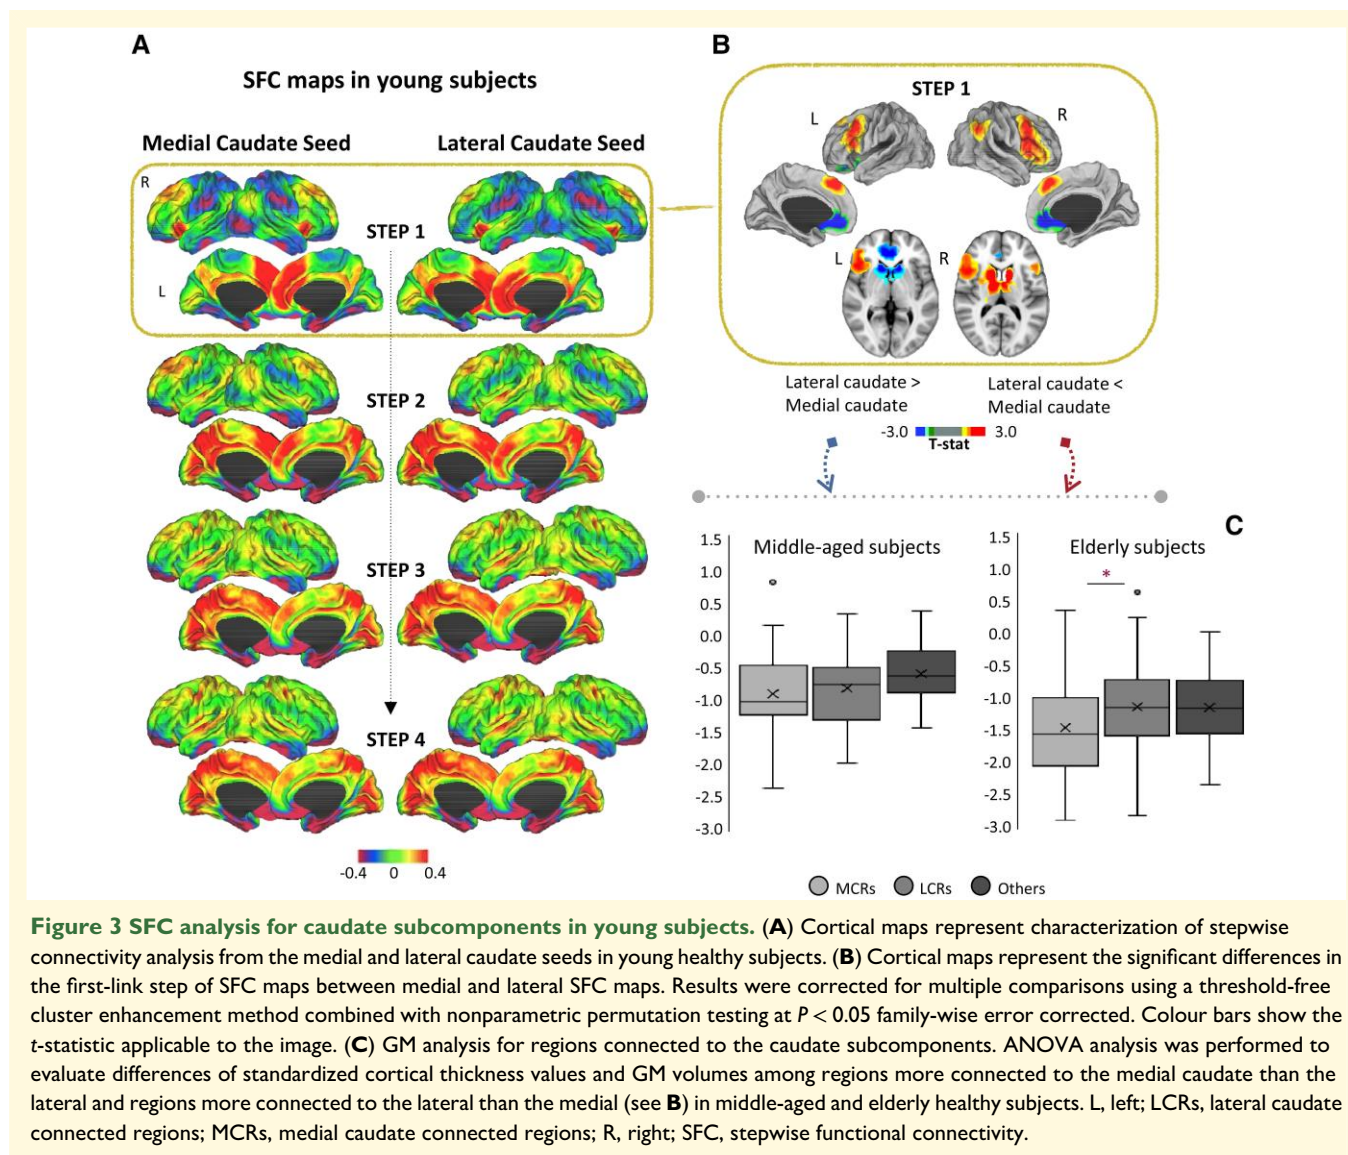 A
SFC maps in young subjects
Medial Caudate Seed
Lateral Caudate Seed
R
STEP 1
L
STEP 2
STEP 3
STEP 4
-0.4 0 0.4
B
STEP 1
L
R
L
R
Lateral caudate >
Medial caudate
Lateral caudate <
Medial caudate
-3.0 3.0
T-stat
C
Middle-aged subjects
1.5
1.0
0.5
0.0
-0.5
-1.0
-1.5
-2.0
-2.5
-3.0
Elderly subjects
*
1.5
1.0
0.5
0.0
-0.5
-1.0
-1.5
-2.0
-2.5
-3.0
MCRs LCRs Others
Figure 3 SFC analysis for caudate subcomponents in young subjects. (A) Cortical maps represent characterization of stepwise
connectivity analysis from the medial and lateral caudate seeds in young healthy subjects. (B) Cortical maps represent the significant differences in
the first-link step of SFC maps between medial and lateral SFC maps. Results were corrected for multiple comparisons using a threshold-free
cluster enhancement method combined with nonparametric permutation testing at P < 0.05 family-wise error corrected. Colour bars show the
t-statistic applicable to the image. (C) GM analysis for regions connected to the caudate subcomponents. ANOVA analysis was performed to
evaluate differences of standardized cortical thickness values and GM volumes among regions more connected to the medial caudate than the
lateral and regions more connected to the lateral than the medial (see B) in middle-aged and elderly healthy subjects. L, left; LCRs, lateral caudate
connected regions; MCRs, medial caudate connected regions; R, right; SFC, stepwise functional connectivity.